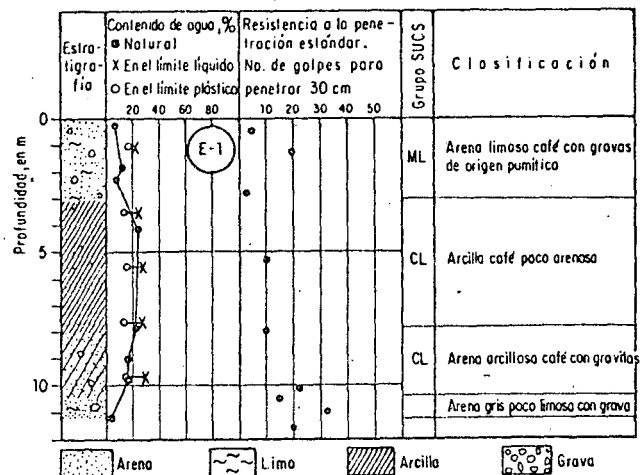 Estra-
tigra-
fía
Contenido de agua, %
Natural
X En el límite líquido
O En el límite plástico
20 40 60 80
Resistencia a la pene-
tración estándar.
No. de golpes para
penetrar 30 cm
10 20 30 40 50
Grupo SUCS
Clasificación
Profundidad, en m
0
5
10
E-1
ML
Arena limosa café con gravas
de origen pumítico
CL
Arcilla café poco arenosa
CL
Arena arcillosa café con gravitas
Arena gris poco limosa con grava
Arena
Limo
Arcilla
Grava